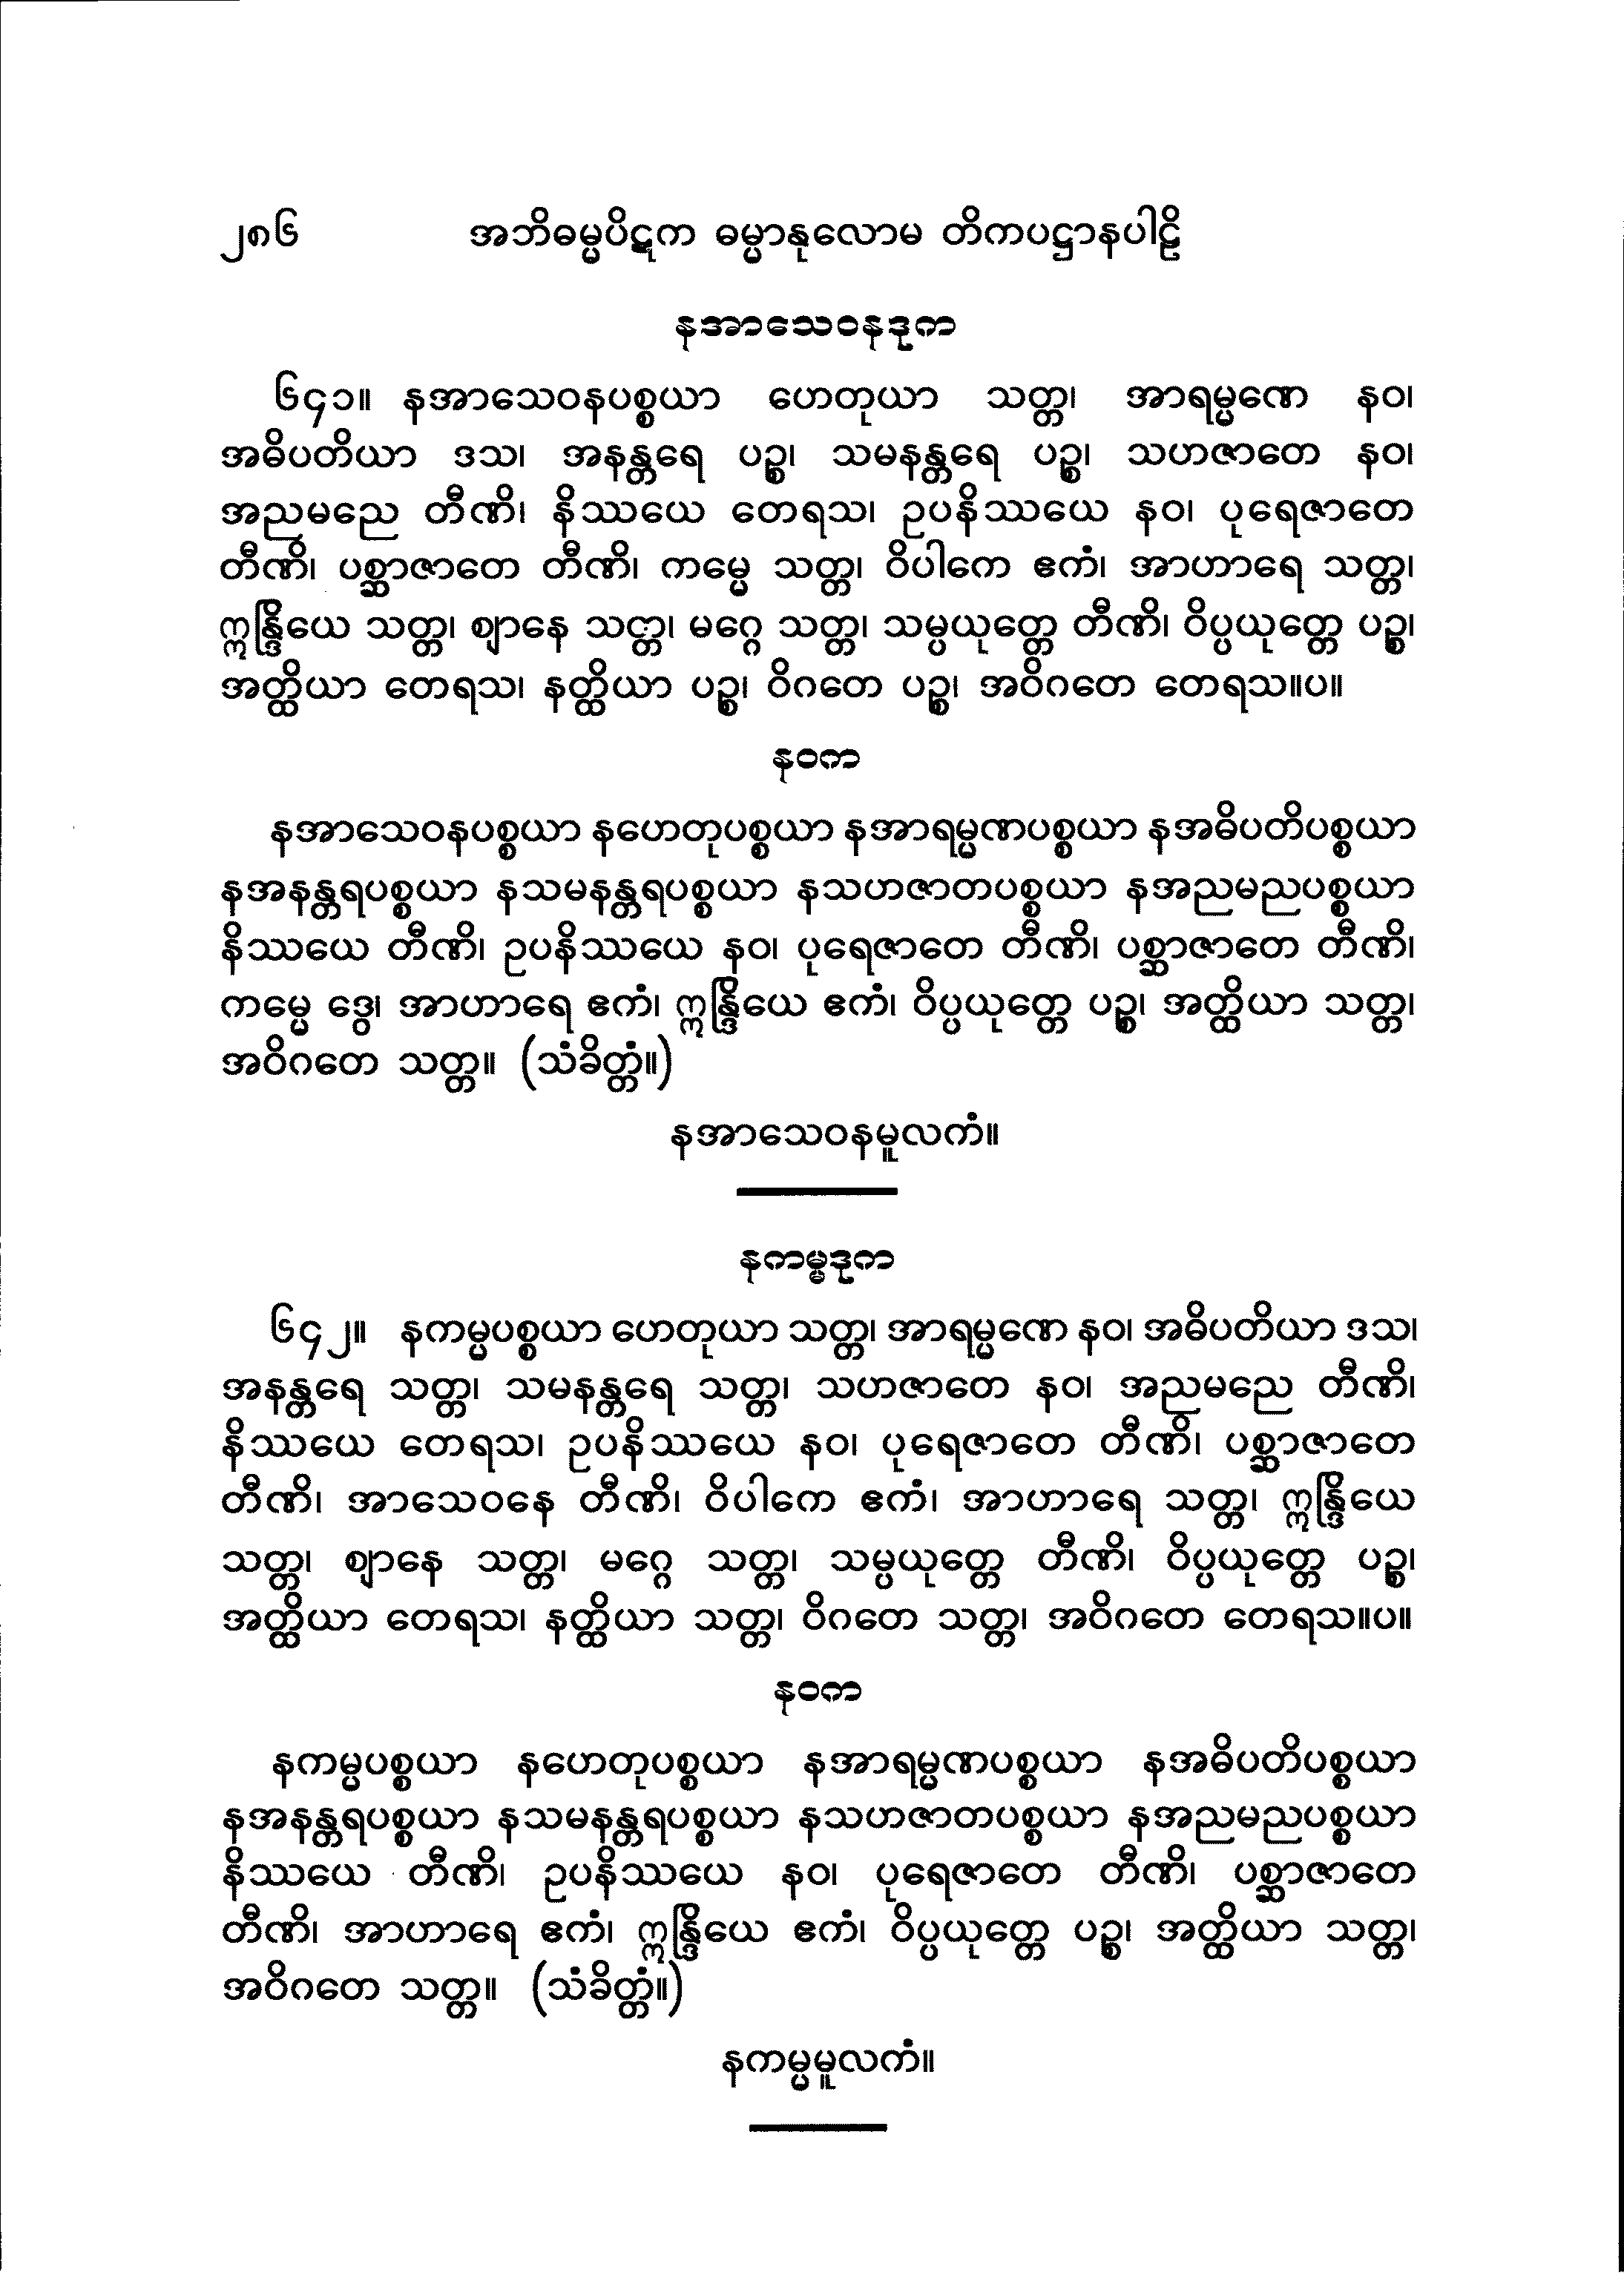 ၂၈၆ အဘိဓမ္မပိဋက ဓမ္မာနုလောမ တိကပဋ္ဌာနပါဠိ
နအာသေဝနဒုက
၆၄၁။ နအာသေဝနပစ္စယာ ဟေတုယာ သတ္တ၊ အာရမ္မဏေ နဝ၊
အဓိပတိယာ ဒသ၊ အနန္တရေ ပဉ္စ၊ သမနန္တရေ ပဉ္စ၊ သဟဇာတေ နဝ၊
အညမညေ တီဏိ၊ နိဿယေ တေရသ၊ ဥပနိဿယေ နဝ၊ ပုရေဇာတေ
တီဏိ၊ ပစ္ဆာဇာတေ တီဏိ၊ ကမ္မေ သတ္တ၊ ဝိပါကေ ဧကံ၊ အာဟာရေ သတ္တ၊
ဣန္ဒြိယေ သတ္တ၊ ဈာနေ သတ္တ၊ မဂ္ဂေ သတ္တ၊ သမ္ပယုတ္တေ တီဏိ၊ ဝိပ္ပယုတ္တေ ပဉ္စ၊
အတ္ထိယာ တေရသ၊ နတ္ထိယာ ပဉ္စ၊ ဝိဂတေ ပဉ္စ၊ အဝိဂတေ တေရသ။ပ။
နဝက
နအာသေဝနပစ္စယာ နဟေတုပစ္စယာ နအာရမ္မဏပစ္စယာ နအဓိပတိပစ္စယာ
နအနန္တရပစ္စယာ နသမနန္တရပစ္စယာ နသဟဇာတပစ္စယာ နအညမညပစ္စယာ
နိဿယေ တီဏိ၊ ဥပနိဿယေ နဝ၊ ပုရေဇာတေ တီဏိ၊ ပစ္ဆာဇာတေ တီဏိ၊
ကမ္မေ ဒွေ၊ အာဟာရေ ဧကံ၊ ဣန္ဒြိယေ ဧကံ၊ ဝိပ္ပယုတ္တေ ပဉ္စ၊ အတ္ထိယာ သတ္တ၊
အဝိဂတေ သတ္တ။ (သံခိတ္တံ။)
နအာသေဝနမူလကံ။
နကမ္မဒုက
၆၄၂။ နကမ္မပစ္စယာ ဟေတုယာ သတ္တ၊ အာရမ္မဏေ နဝ၊ အဓိပတိယာ ဒသ၊
အနန္တရေ သတ္တ၊ သမနန္တရေ သတ္တ၊ သဟဇာတေ နဝ၊ အညမညေ တီဏိ၊
နိဿယေ တေရသ၊ ဥပနိဿယေ နဝ၊ ပုရေဇာတေ တီဏိ၊ ပစ္ဆာဇာတေ
တီဏိ၊ အာသေဝနေ တီဏိ၊ ဝိပါကေ ဧကံ၊ အာဟာရေ သတ္တ၊ ဣန္ဒြိယေ
သတ္တ၊ ဈာနေ သတ္တ၊ မဂ္ဂေ သတ္တ၊ သမ္ပယုတ္တေ တီဏိ၊ ဝိပ္ပယုတ္တေ ပဉ္စ၊
အတ္ထိယာ တေရသ၊ နတ္ထိယာ သတ္တ၊ ဝိဂတေ သတ္တ၊ အဝိဂတေ တေရသ။ပ။
နဝက
နကမ္မပစ္စယာ နဟေတုပစ္စယာ နအာရမ္မဏပစ္စယာ နအဓိပတိပစ္စယာ
နအနန္တရပစ္စယာ နသမနန္တရပစ္စယာ နသဟဇာတပစ္စယာ နအညမညပစ္စယာ
နိဿယေ တီဏိ၊ ဥပနိဿယေ နဝ၊ ပုရေဇာတေ တီဏိ၊ ပစ္ဆာဇာတေ
တီဏိ၊ အာဟာရေ ဧကံ၊ ဣန္ဒြိယေ ဧကံ၊ ဝိပ္ပယုတ္တေ ပဉ္စ၊ အတ္ထိယာ သတ္တ၊
အဝိဂတေ သတ္တ။ (သံခိတ္တံ။)
နကမ္မမူလကံ။